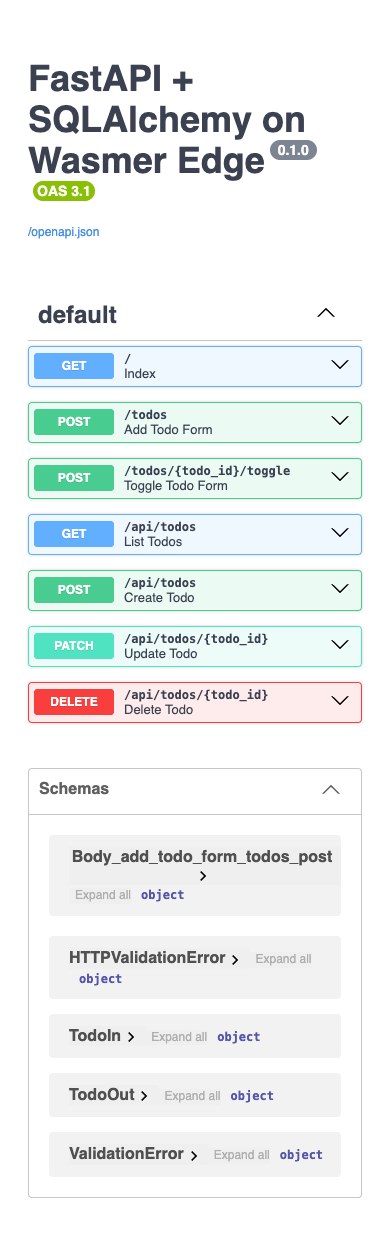 FastAPI +
SQLAlchemy on
Wasmer Edge 0.1.0
OAS 3.1
/openapi.json
default
GET / Index
POST /todos Add Todo Form
POST /todos/{todo_id}/toggle Toggle Todo Form
GET /api/todos List Todos
POST /api/todos Create Todo
PATCH /api/todos/{todo_id} Update Todo
DELETE /api/todos/{todo_id} Delete Todo
Schemas
Body_add_todo_form_todos_post
Expand all object
HTTPValidationError Expand all
object
TodoIn Expand all object
TodoOut Expand all object
ValidationError Expand all object